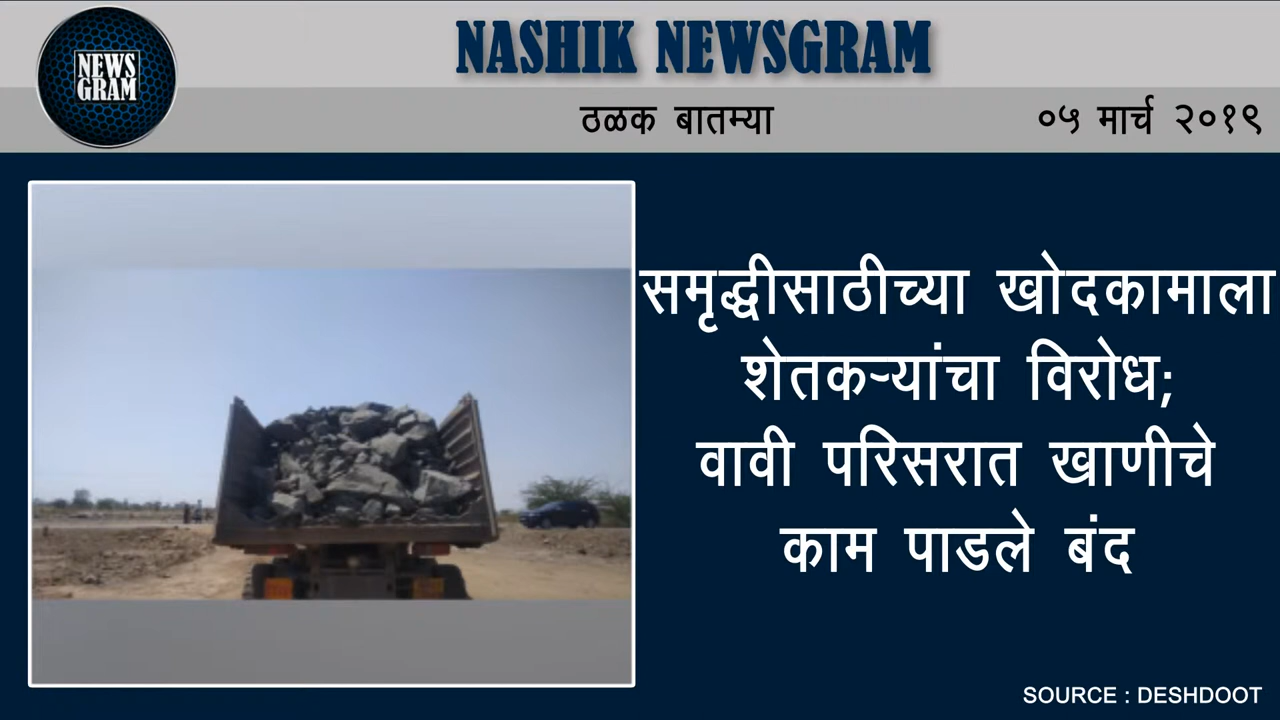 NEWS
GRAM
NASHIK NEWSGRAM
ठळक बातम्या
०५ मार्च २०१९
समृद्धीसाठीच्या खोदकामाला
शेतकऱ्यांचा विरोध;
वावी परिसरात खाणीचे
काम पाडले बंद
SOURCE : DESHDOOT